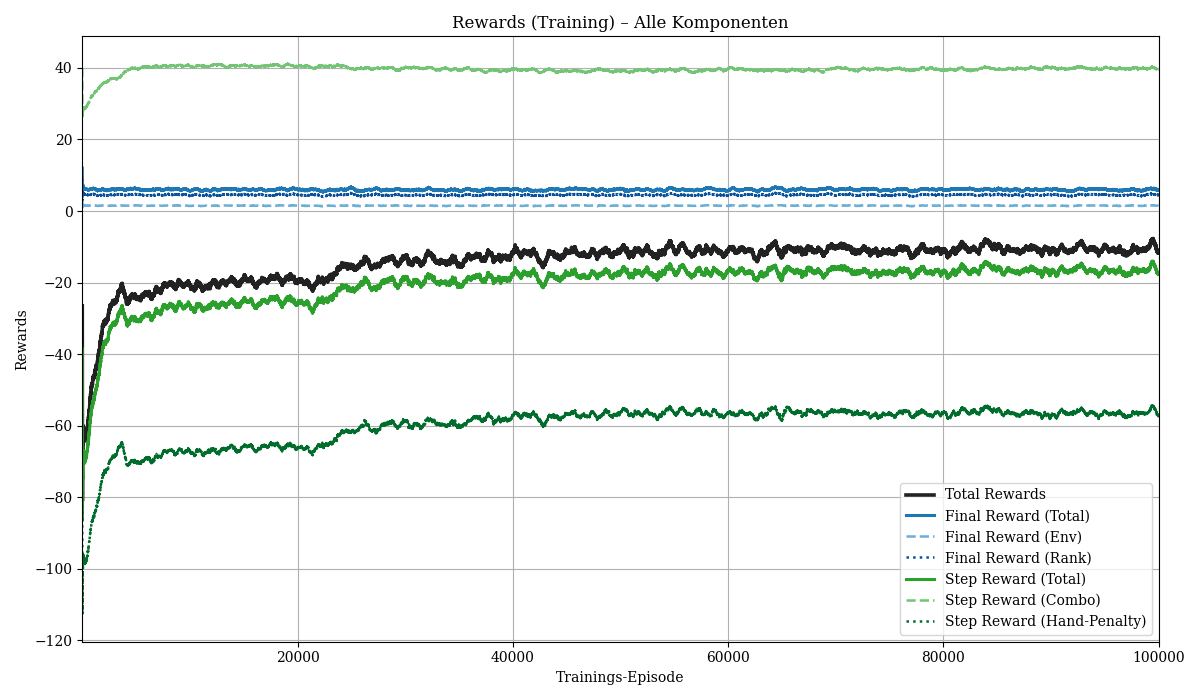 Rewards (Training) – Alle Komponenten
Rewards
40
20
0
−20
−40
−60
−80
−100
−120
20000
40000
60000
80000
100000
Trainings-Episode
Total Rewards
Final Reward (Total)
Final Reward (Env)
Final Reward (Rank)
Step Reward (Total)
Step Reward (Combo)
Step Reward (Hand-Penalty)